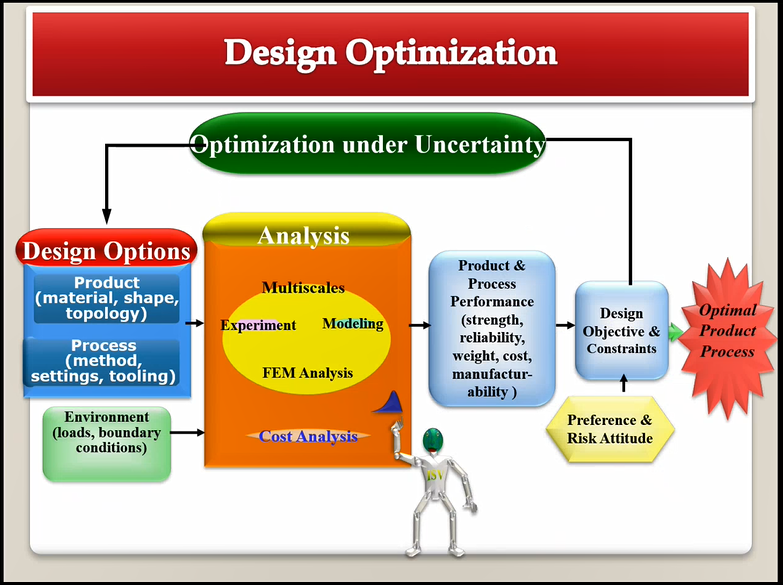 Design Optimization
Optimization under Uncertainty
Design Options
Product
(material, shape,
topology)
Process
(method,
settings, tooling)
Environment
(loads, boundary
conditions)
Analysis
Multiscales
Experiment
Modeling
FEM Analysis
Cost Analysis
Product &
Process
Performance
(strength,
reliability,
weight, cost,
manufactur-
ability )
Design
Objective &
Constraints
Preference &
Risk Attitude
Optimal
Product
Process